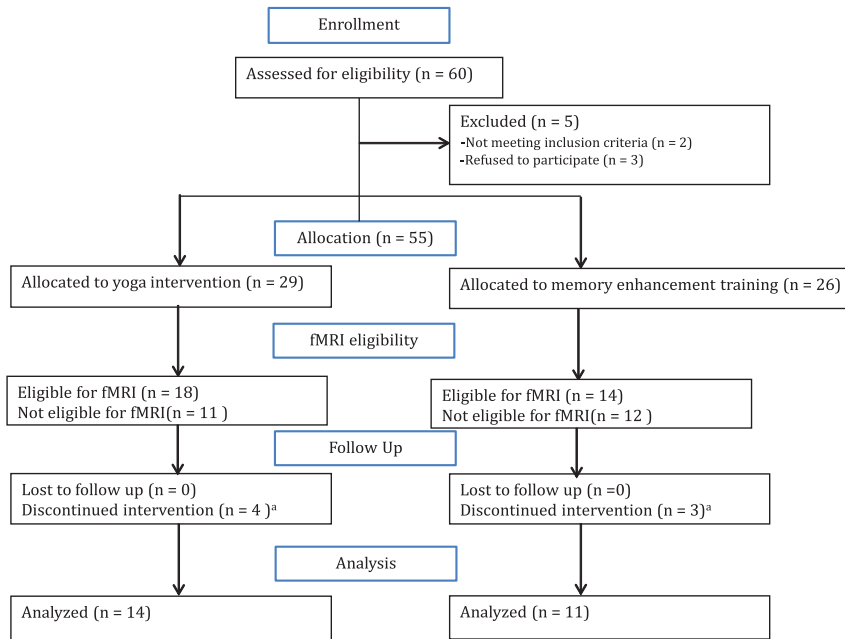 Enrollment
Assessed for eligibility (n = 60)
Excluded (n = 5)
-Not meeting inclusion criteria (n = 2)
-Refused to participate (n = 3)
Allocation (n = 55)
Allocated to yoga intervention (n = 29)
Allocated to memory enhancement training (n = 26)
fMRI eligibility
Eligible for fMRI (n = 18)
Not eligible for fMRI(n = 11 )
Eligible for fMRI (n = 14)
Not eligible for fMRI(n = 12 )
Follow Up
Lost to follow up (n = 0)
Discontinued intervention (n = 4 )ᵃ
Lost to follow up (n =0)
Discontinued intervention (n = 3)ᵃ
Analysis
Analyzed (n = 14)
Analyzed (n = 11)